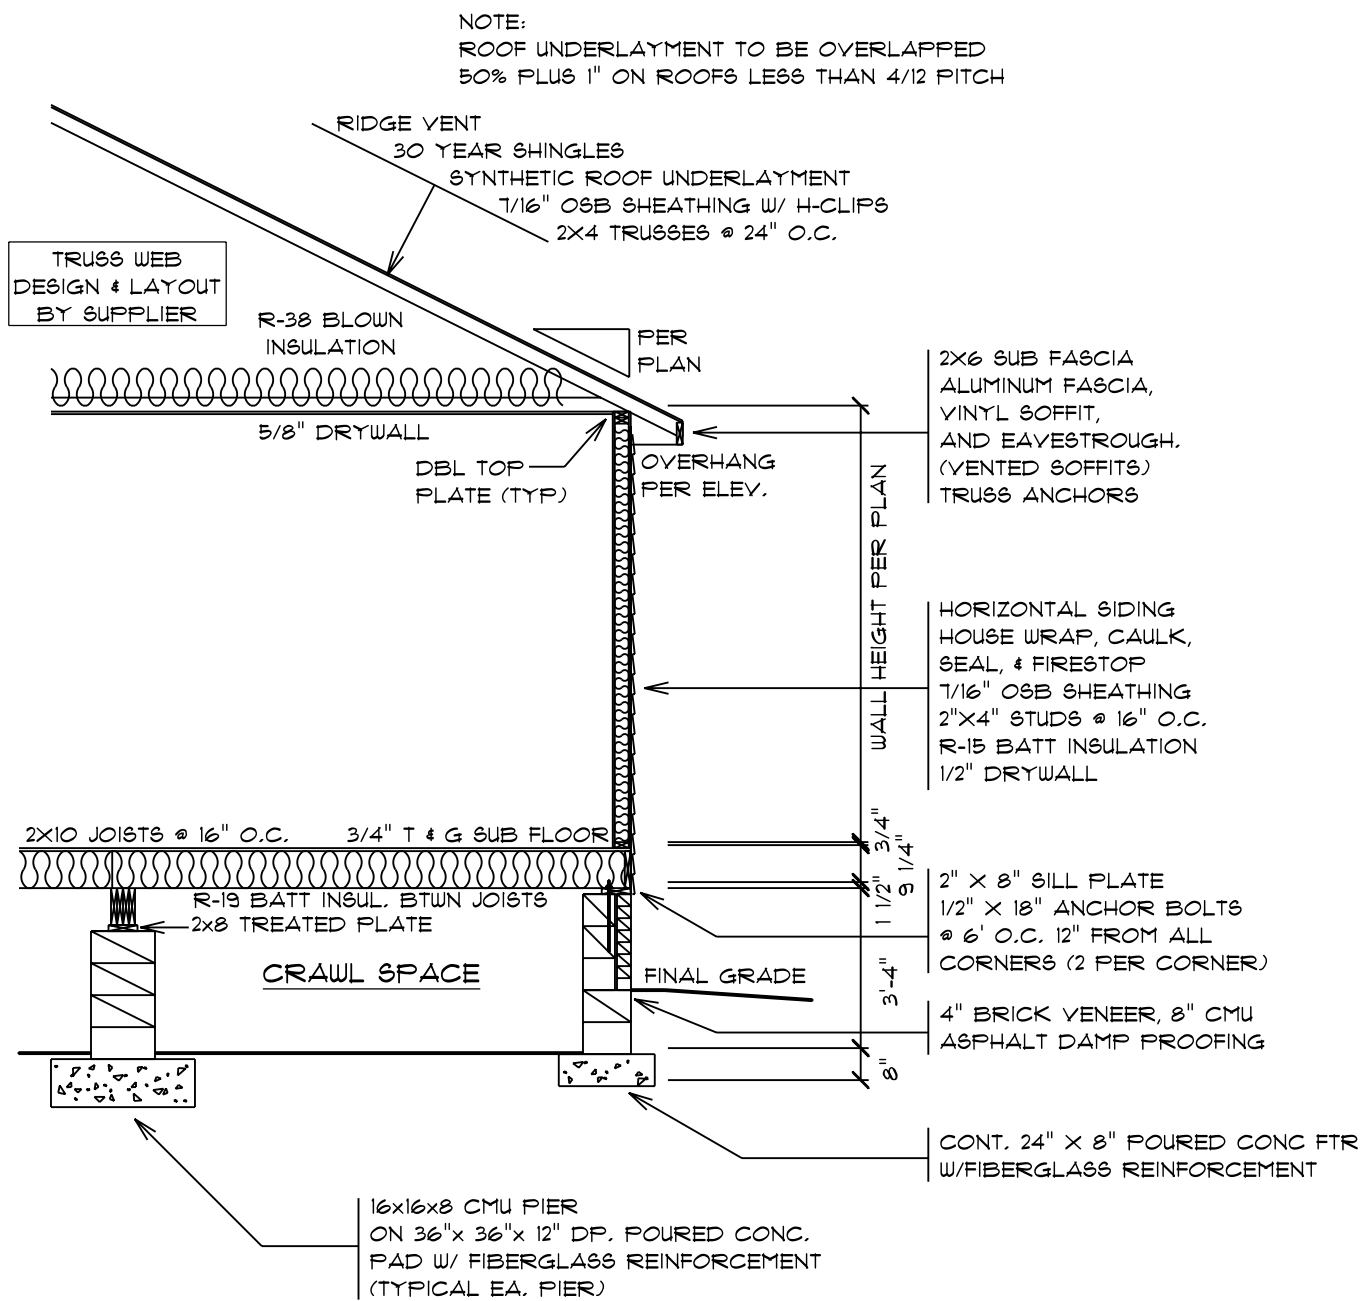 NOTE:
ROOF UNDERLAYMENT TO BE OVERLAPPED
50% PLUS 1" ON ROOFS LESS THAN 4/12 PITCH
RIDGE VENT
30 YEAR SHINGLES
SYNTHETIC ROOF UNDERLAYMENT
7/16" OSB SHEATHING W/ H-CLIPS
2X4 TRUSSES @ 24" O.C.
TRUSS WEB
DESIGN & LAYOUT
BY SUPPLIER
R-38 BLOWN
INSULATION
PER
PLAN
5/8" DRYWALL
DBL TOP
PLATE (TYP)
OVERHANG
PER ELEV.
2X6 SUB FASCIA
ALUMINUM FASCIA,
VINYL SOFFIT,
AND EAVESTROUGH.
(VENTED SOFFITS)
TRUSS ANCHORS
WALL HEIGHT PER PLAN
HORIZONTAL SIDING
HOUSE WRAP, CAULK,
SEAL, & FIRESTOP
7/16" OSB SHEATHING
2"X4" STUDS @ 16" O.C.
R-15 BATT INSULATION
1/2" DRYWALL
2X10 JOISTS @ 16" O.C.
3/4" T & G SUB FLOOR
3/4"
9 1/4"
1 1/2"
R-19 BATT INSUL. BTWN JOISTS
2x8 TREATED PLATE
2" X 8" SILL PLATE
1/2" X 18" ANCHOR BOLTS
@ 6' O.C. 12" FROM ALL
CORNERS (2 PER CORNER)
CRAWL SPACE
FINAL GRADE
3'-4"
4" BRICK VENEER, 8" CMU
ASPHALT DAMP PROOFING
8"
CONT. 24" X 8" POURED CONC FTR
W/FIBERGLASS REINFORCEMENT
16x16x8 CMU PIER
ON 36"x 36"x 12" DP. POURED CONC.
PAD W/ FIBERGLASS REINFORCEMENT
(TYPICAL EA. PIER)